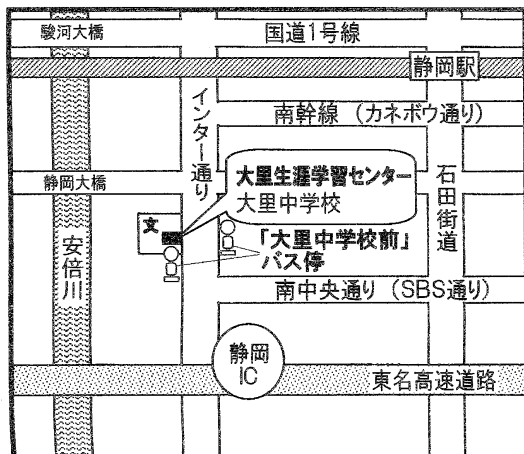 駿河大橋
国道1号線
静岡駅
インター通り
南幹線（カネボウ通り）
静岡大橋
石田街道
大里生涯学習センター
大里中学校
文
「大里中学校前」
バス停
安倍川
南中央通り（SBS通り）
静岡
IC
東名高速道路